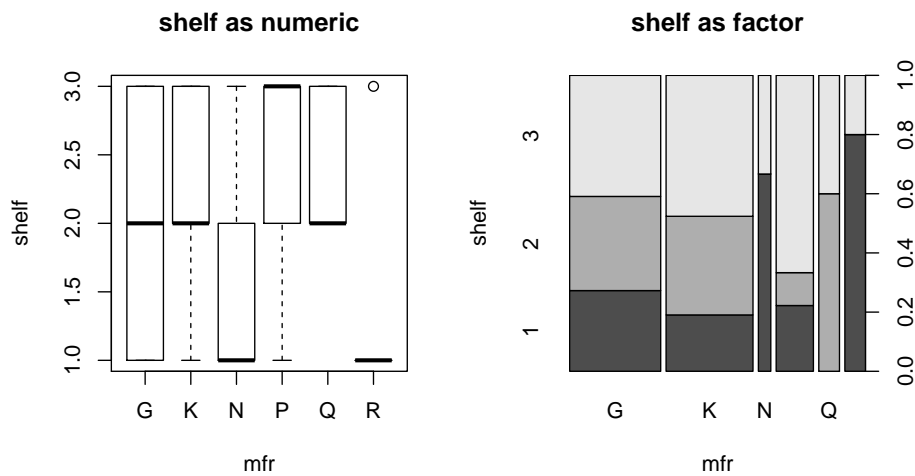 shelf as numeric
shelf
3.0
2.5
2.0
1.5
1.0
G K N P Q R
mfr
shelf as factor
shelf
3
2
1
1.0
0.8
0.6
0.4
0.2
0.0
G K N Q
mfr